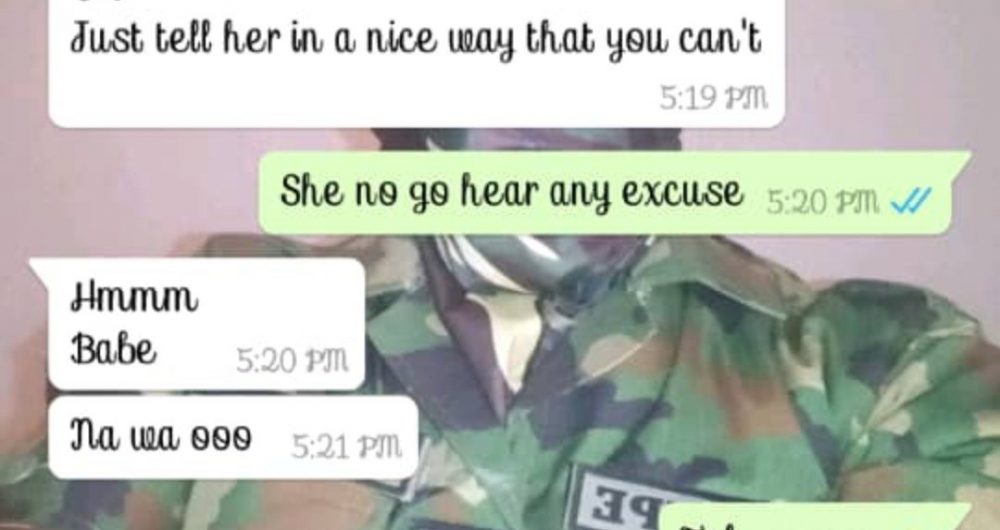 Just tell her in a nice way that you can't
5:19 PM
She no go hear any excuse 5:20 PM
Hmmm
Babe 5:20 PM
Na wa ooo 5:21 PM